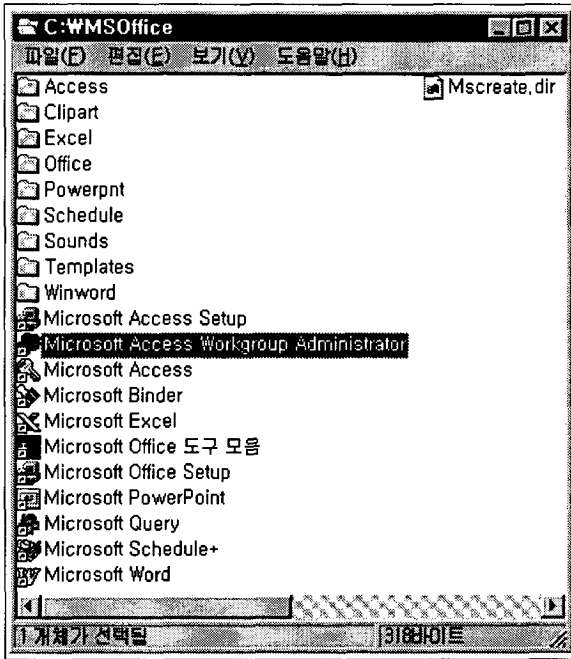 C:₩MSOffice
파일(F) 편집(E) 보기(V) 도움말(H)
Access
Clipart
Excel
Office
Powerpnt
Schedule
Sounds
Templates
Winword
Microsoft Access Setup
Microsoft Access Workgroup Administrator
Microsoft Access
Microsoft Binder
Microsoft Excel
Microsoft Office 도구 모음
Microsoft Office Setup
Microsoft PowerPoint
Microsoft Query
Microsoft Schedule+
Microsoft Word
Mscreate.dir
1 개체가 선택됨
318바이트